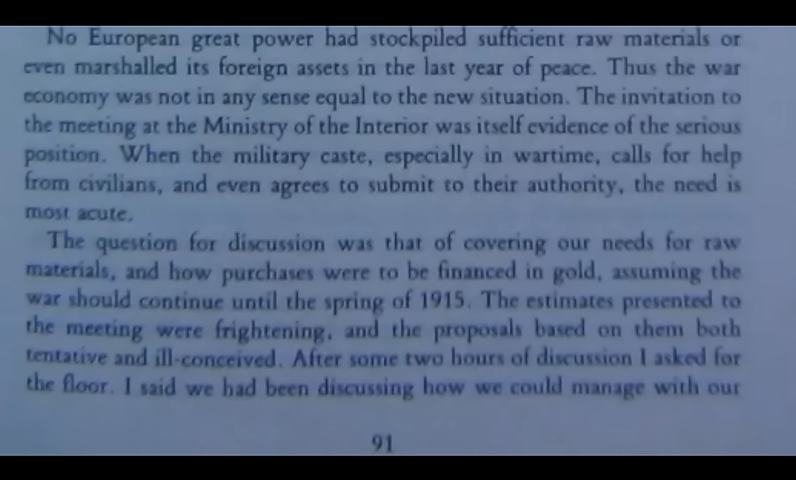 No European great power had stockpiled sufficient raw materials or
even marshalled its foreign assets in the last year of peace. Thus the war
economy was not in any sense equal to the new situation. The invitation to
the meeting at the Ministry of the Interior was itself evidence of the serious
position. When the military caste, especially in wartime, calls for help
from civilians, and even agrees to submit to their authority, the need is
most acute.
The question for discussion was that of covering our needs for raw
materials, and how purchases were to be financed in gold, assuming the
war should continue until the spring of 1915. The estimates presented to
the meeting were frightening, and the proposals based on them both
tentative and ill-conceived. After some two hours of discussion I asked for
the floor. I said we had been discussing how we could manage with our
91